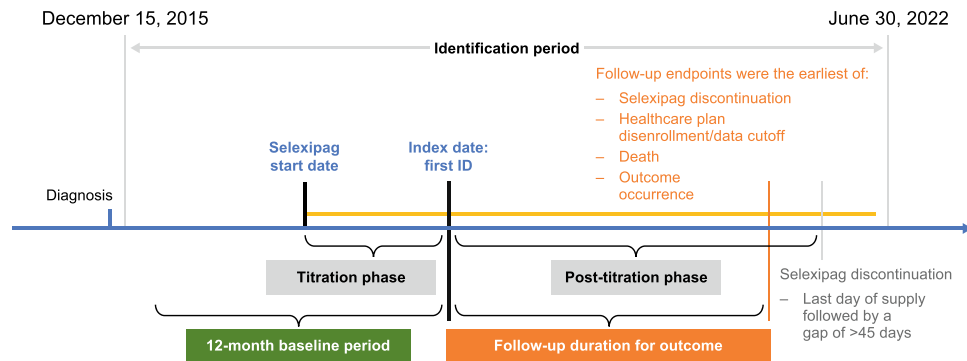 December 15, 2015
June 30, 2022
Identification period
Follow-up endpoints were the earliest of:
– Selexipag discontinuation
– Healthcare plan
disenrollment/data cutoff
– Death
– Outcome
occurrence
Selexipag
start date
Index date:
first ID
Diagnosis
Titration phase
Post-titration phase
Selexipag discontinuation
– Last day of supply
followed by a
gap of >45 days
12-month baseline period
Follow-up duration for outcome